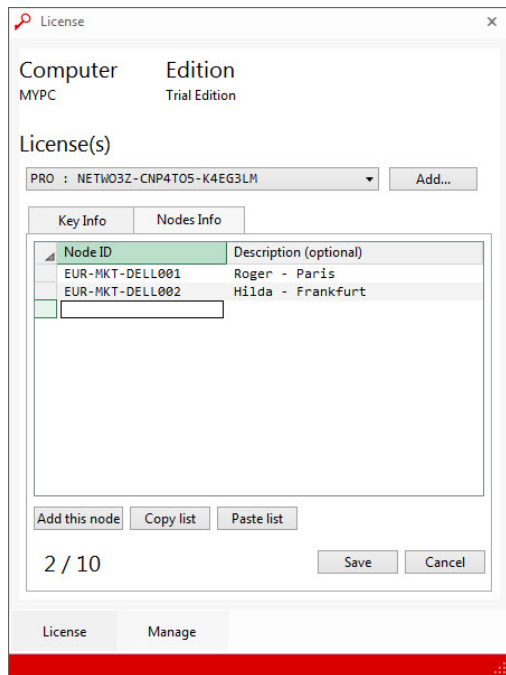 License
Computer Edition
MYPC Trial Edition
License(s)
PRO : NETWO3Z-CNP4TO5-K4EG3LM Add...
Key Info Nodes Info
Node ID Description (optional)
EUR-MKT-DELL001 Roger - Paris
EUR-MKT-DELL002 Hilda - Frankfurt
Add this node Copy list Paste list
2 / 10 Save Cancel
License Manage